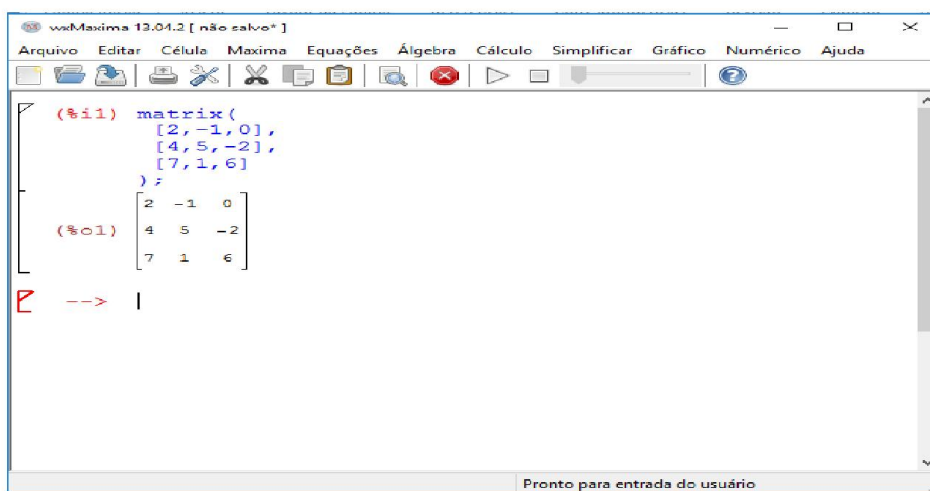 wxMaxima 13.04.2 [ não salvo* ]
Arquivo Editar Célula Maxima Equações Álgebra Cálculo Simplificar Gráfico Numérico Ajuda
(%i1) matrix(
[2,-1,0],
[4,5,-2],
[7,1,6]
);
2 -1 0
(%o1) 4 5 -2
7 1 6
-->
Pronto para entrada do usuário